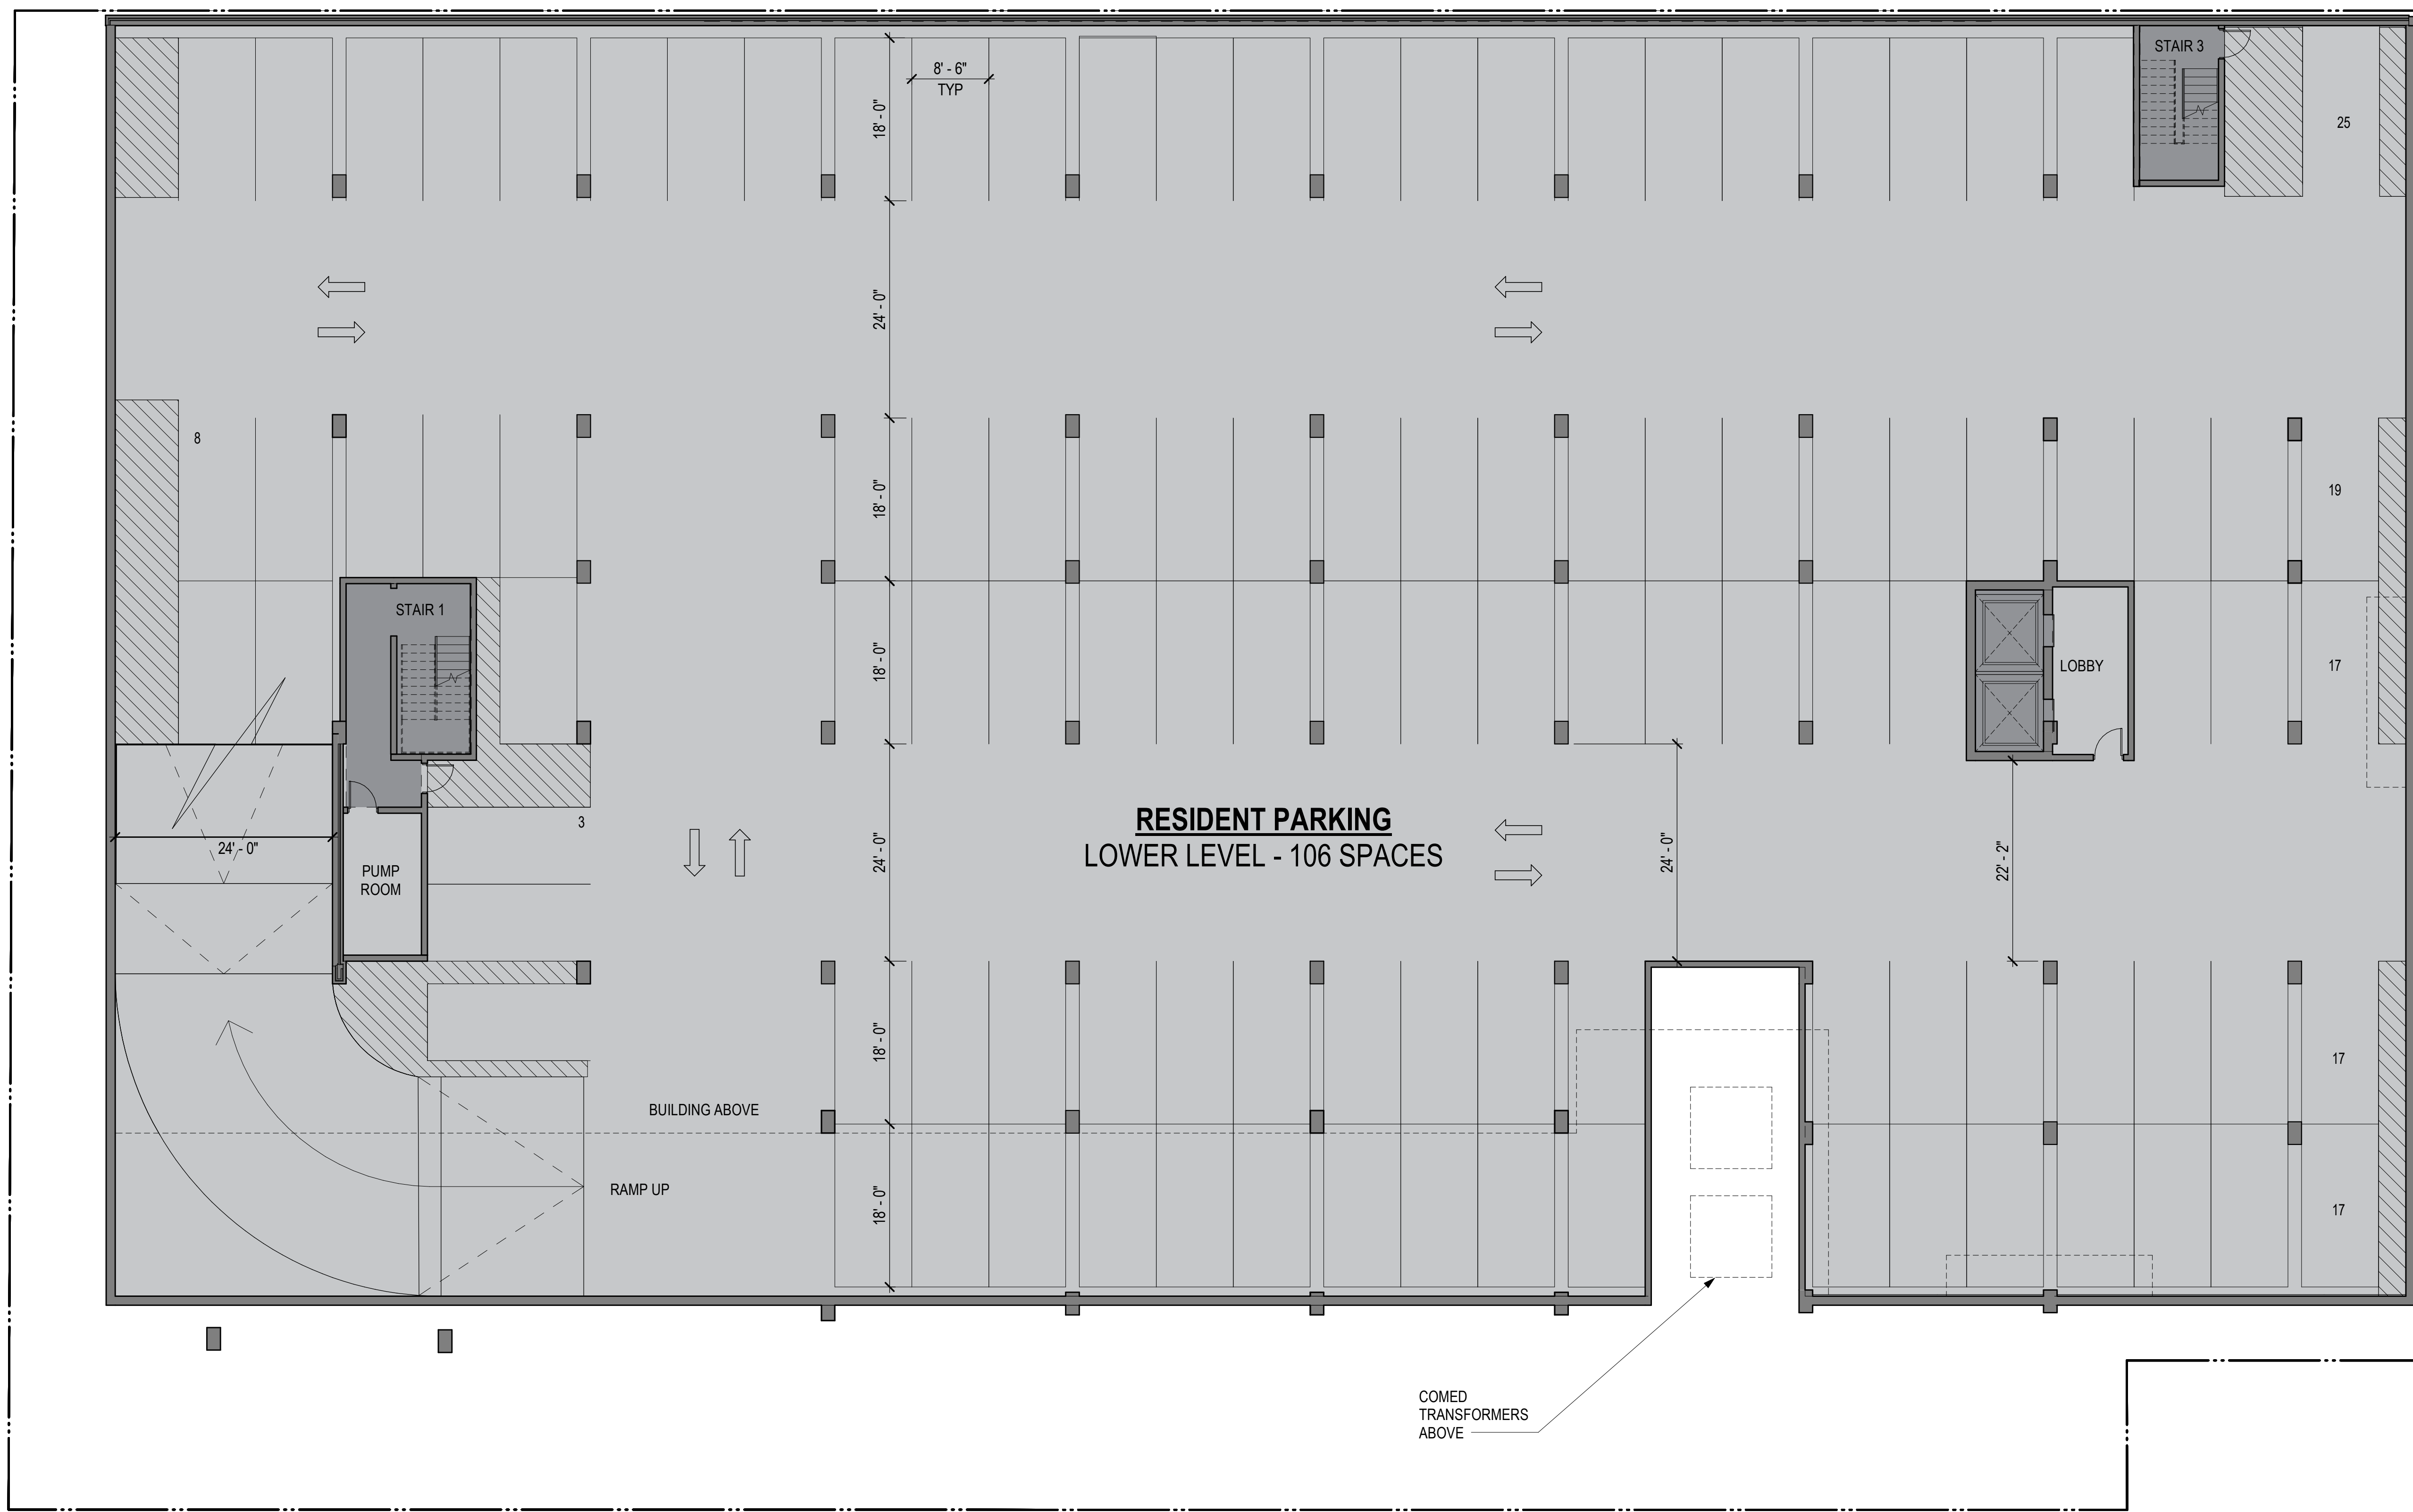 STAIR 3
8' - 6"
TYP
18' - 0"
25
24' - 0"
8
18' - 0"
19
STAIR 1
18' - 0"
LOBBY
17
RESIDENT PARKING
LOWER LEVEL - 106 SPACES
3
24' - 0"
24' - 0"
24' - 0"
22' - 2"
PUMP
ROOM
18' - 0"
17
BUILDING ABOVE
RAMP UP
18' - 0"
17
COMED
TRANSFORMERS
ABOVE